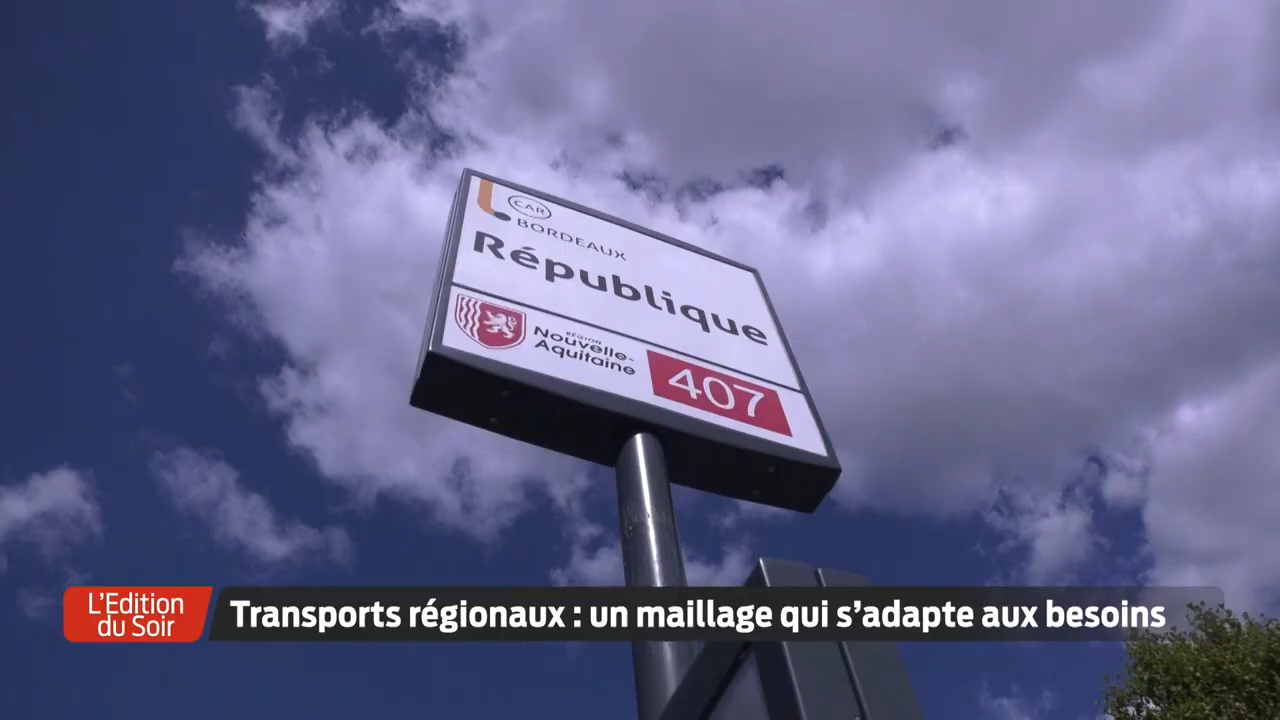 CAR
BORDEAUX
République
RÉGION
Nouvelle-
Aquitaine
407
L'Edition
du Soir
Transports régionaux : un maillage qui s'adapte aux besoins